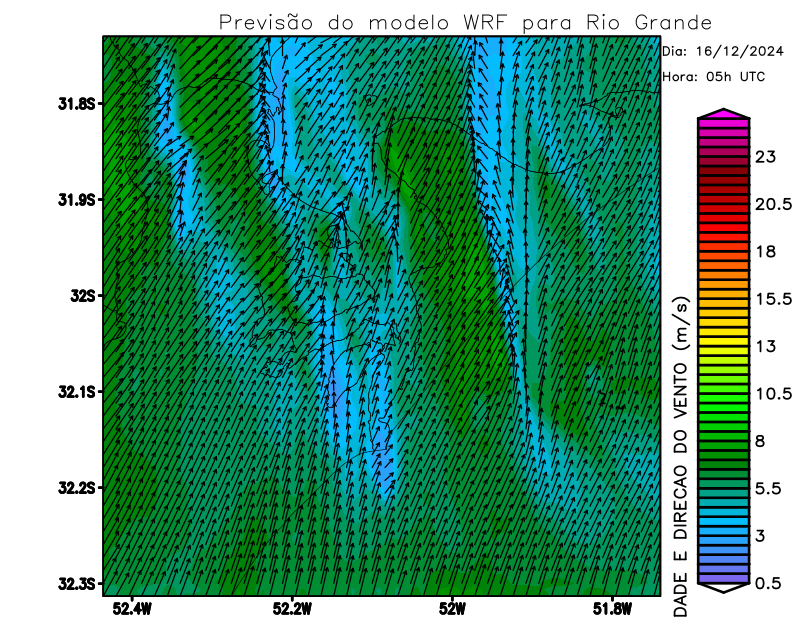 Previsão do modelo WRF para Rio Grande
Dia: 16/12/2024
Hora: 05h UTC
31.8S
31.9S
32S
32.1S
32.2S
32.3S
52.4W
52.2W
52W
51.8W
DADE E DIRECAO DO VENTO (m/s)
23
20.5
18
15.5
13
10.5
8
5.5
3
0.5